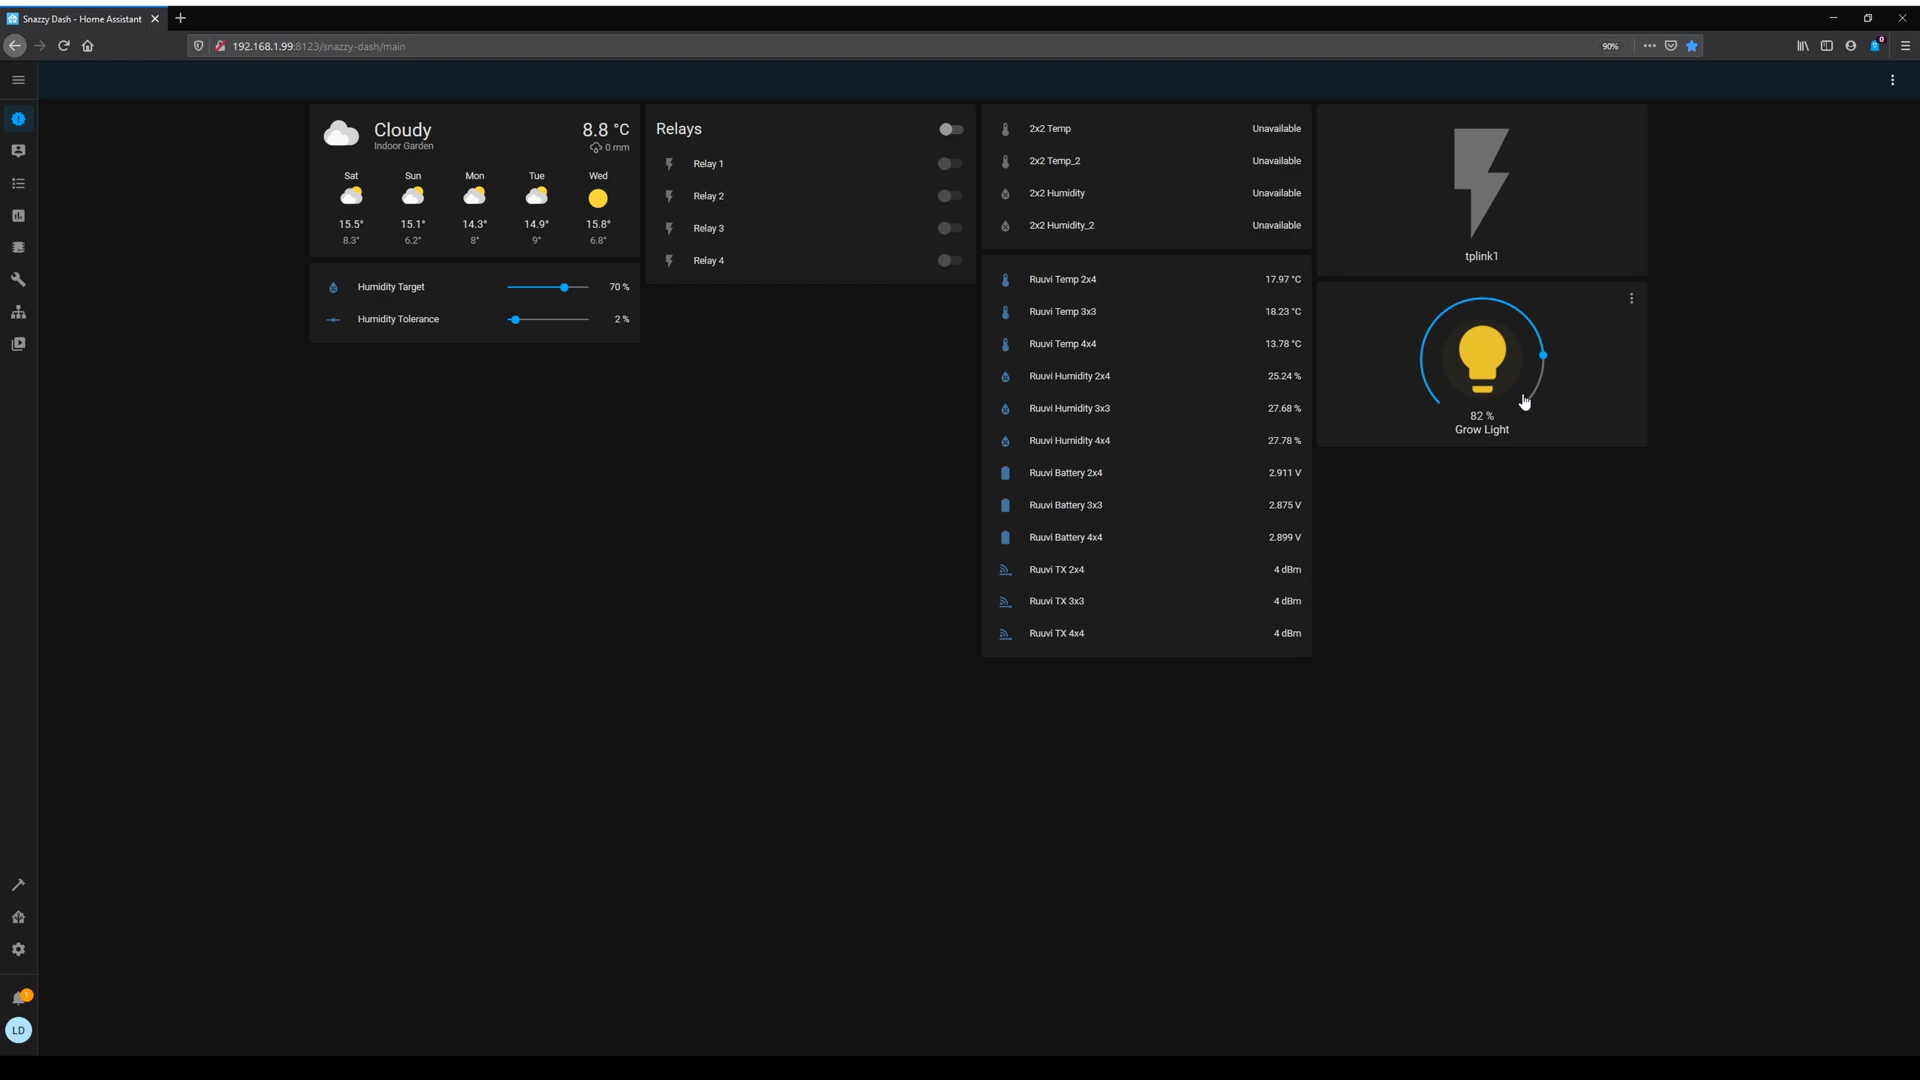 Snazzy Dash - Home Assistant
192.168.1.99:8123/snazzy-dash/main
90%
0
Cloudy
Indoor Garden
8.8 °C
0 mm
Sat Sun Mon Tue Wed
15.5° 15.1° 14.3° 14.9° 15.8°
8.3° 6.2° 8° 9° 6.8°
Humidity Target 70 %
Humidity Tolerance 2 %
Relays
Relay 1
Relay 2
Relay 3
Relay 4
2x2 Temp Unavailable
2x2 Temp_2 Unavailable
2x2 Humidity Unavailable
2x2 Humidity_2 Unavailable
Ruuvi Temp 2x4 17.97 °C
Ruuvi Temp 3x3 18.23 °C
Ruuvi Temp 4x4 13.78 °C
Ruuvi Humidity 2x4 25.24 %
Ruuvi Humidity 3x3 27.68 %
Ruuvi Humidity 4x4 27.78 %
Ruuvi Battery 2x4 2.911 V
Ruuvi Battery 3x3 2.875 V
Ruuvi Battery 4x4 2.899 V
Ruuvi TX 2x4 4 dBm
Ruuvi TX 3x3 4 dBm
Ruuvi TX 4x4 4 dBm
tplink1
82 %
Grow Light
1
LD